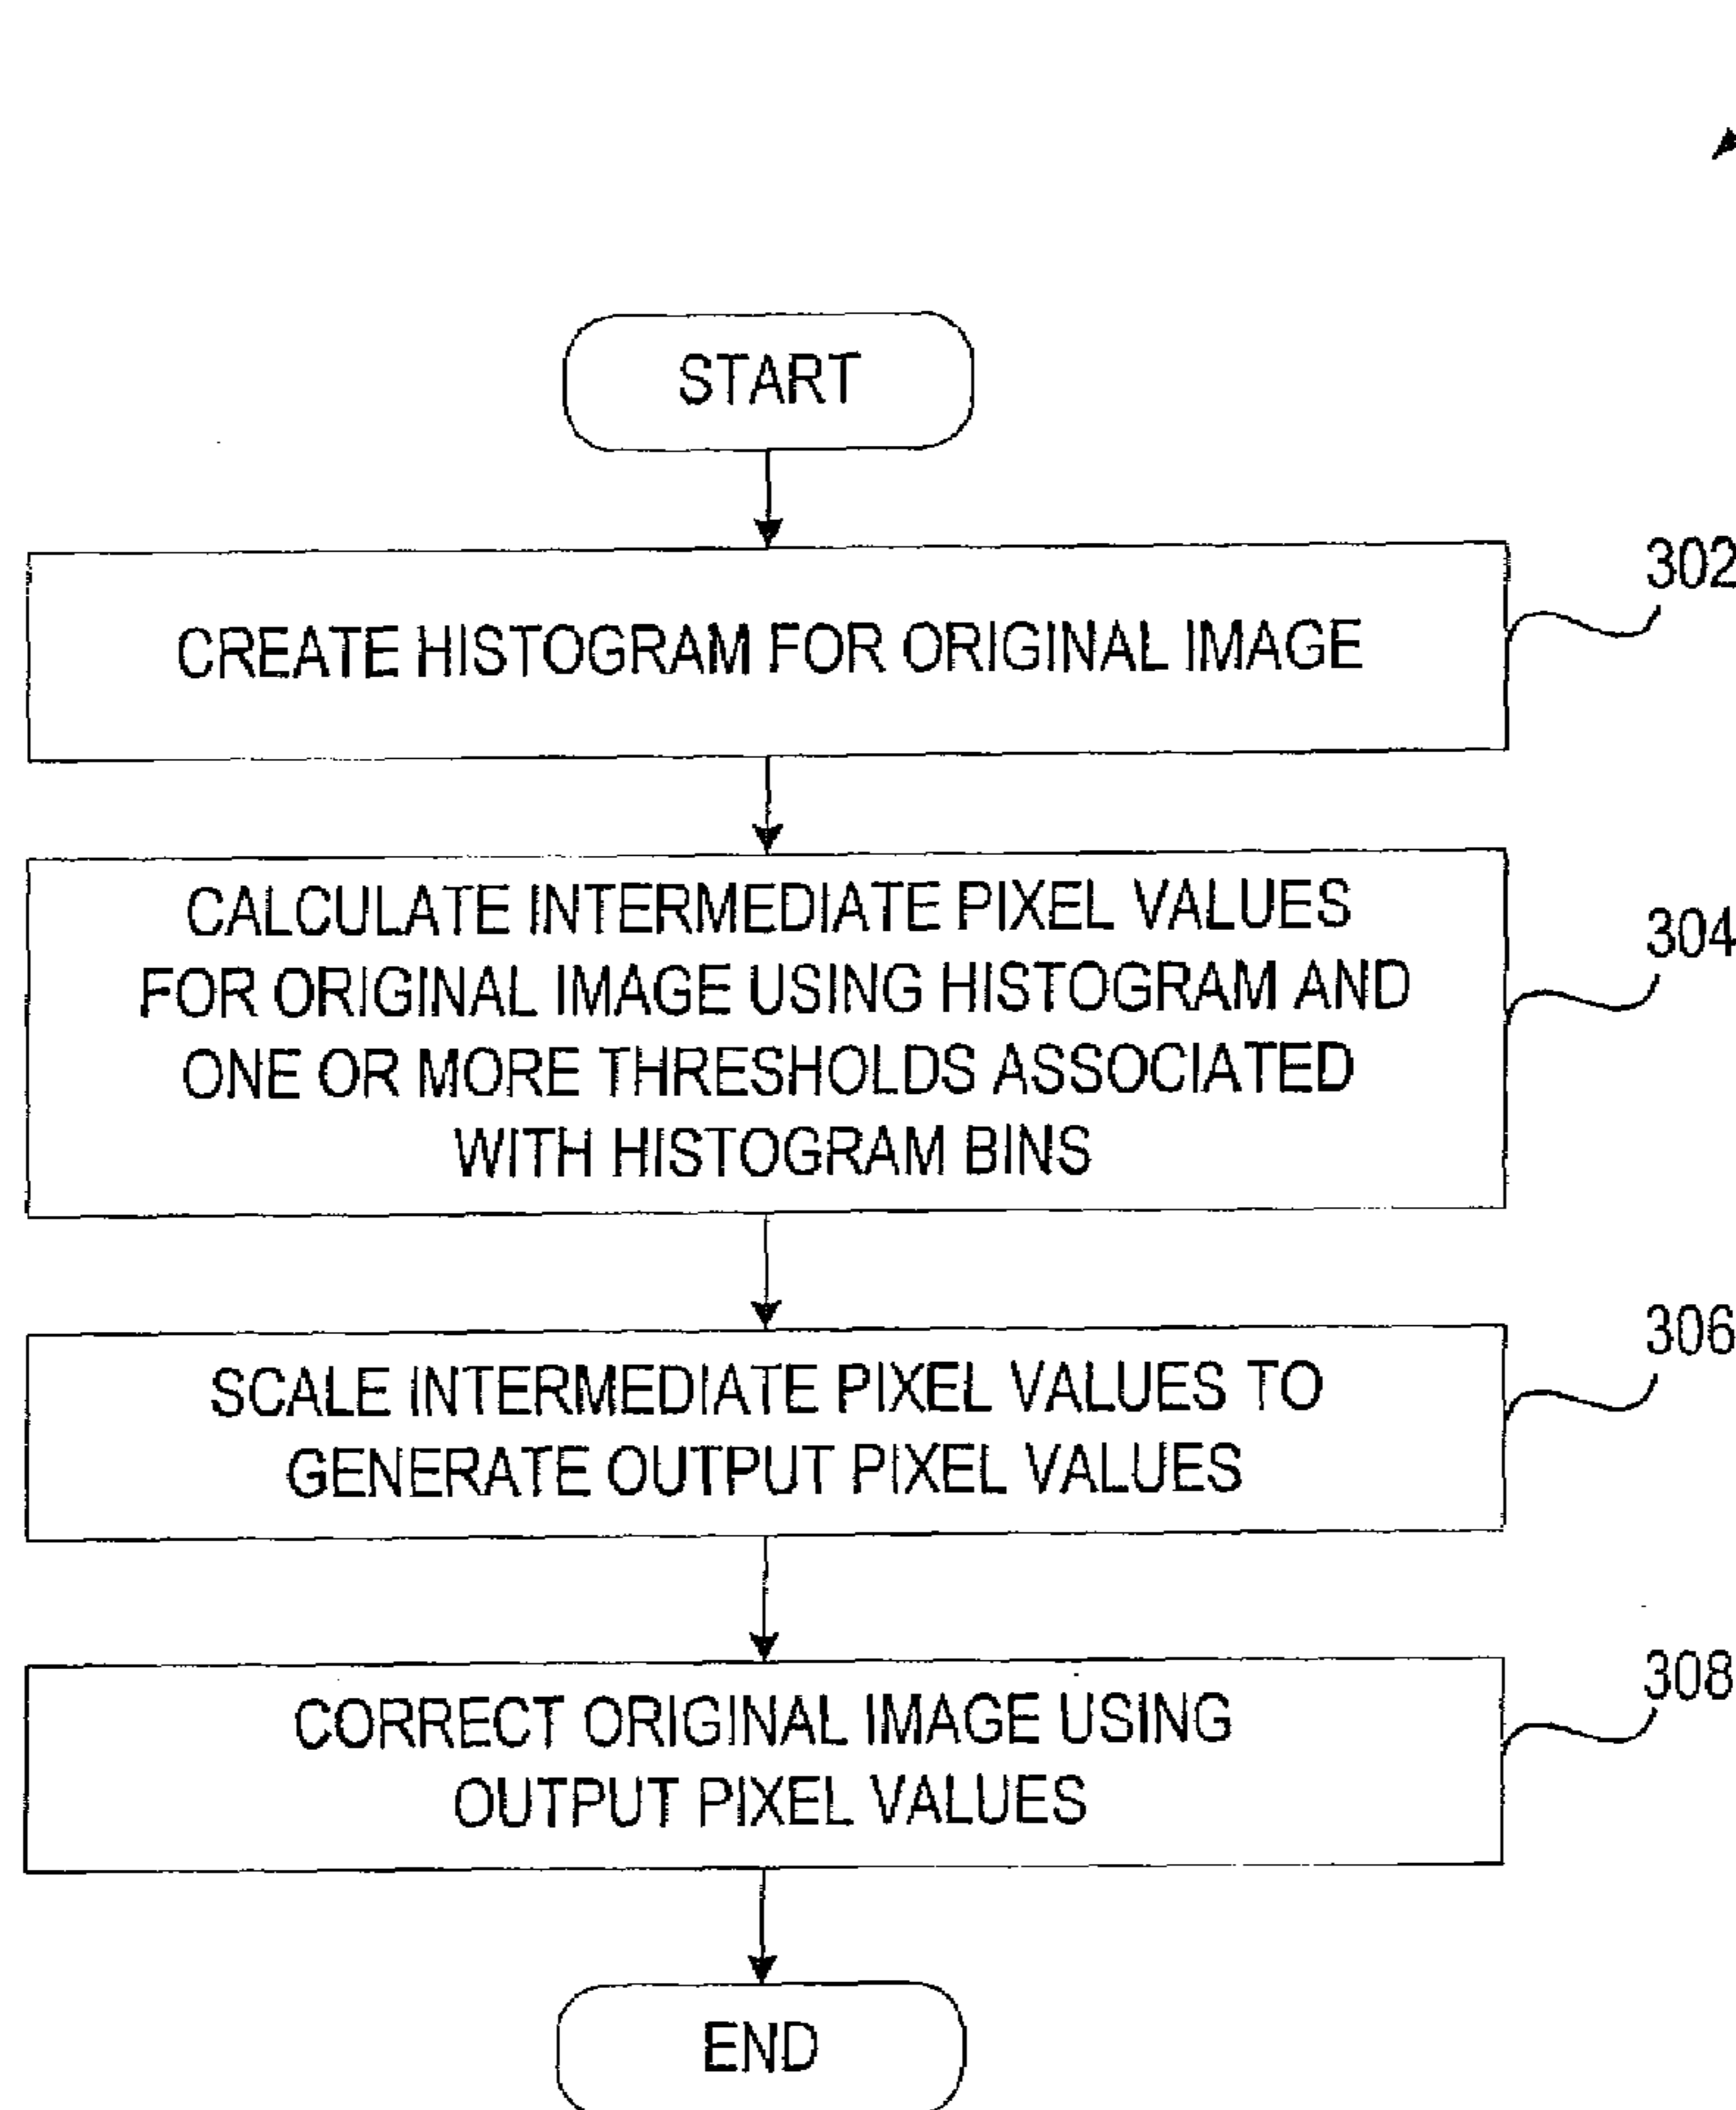 START
CREATE HISTOGRAM FOR ORIGINAL IMAGE
302
CALCULATE INTERMEDIATE PIXEL VALUES
FOR ORIGINAL IMAGE USING HISTOGRAM AND
ONE OR MORE THRESHOLDS ASSOCIATED
WITH HISTOGRAM BINS
304
SCALE INTERMEDIATE PIXEL VALUES TO
GENERATE OUTPUT PIXEL VALUES
306
CORRECT ORIGINAL IMAGE USING
OUTPUT PIXEL VALUES
308
END